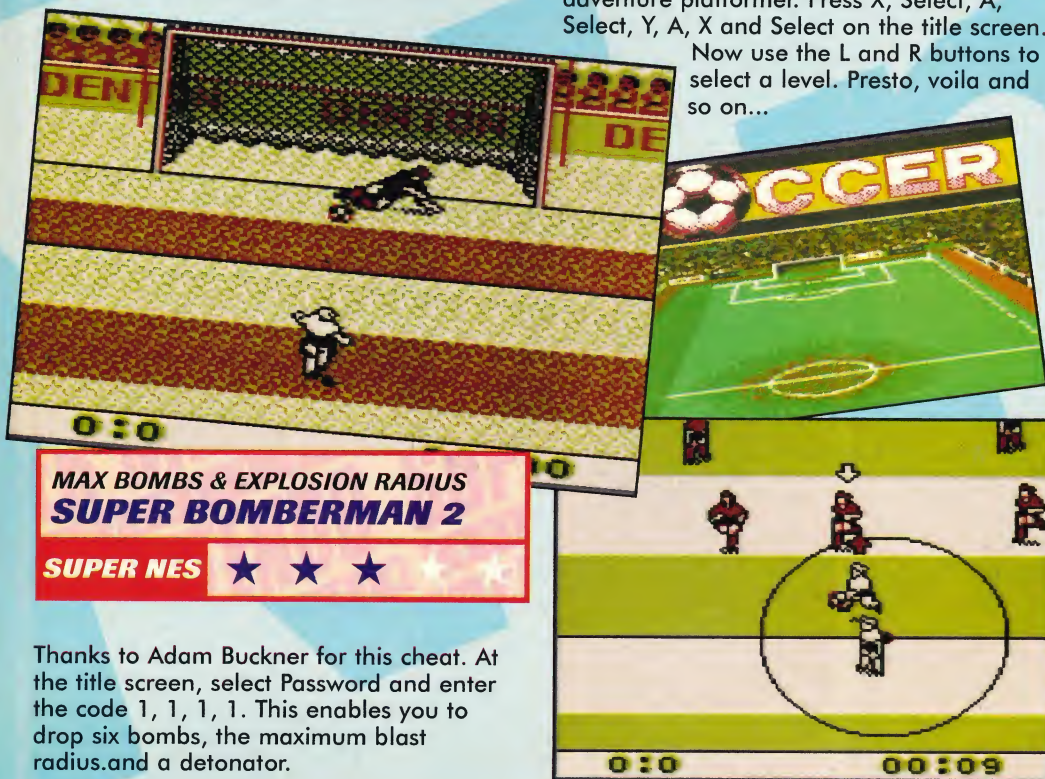 adventure platformer. Press X, Select, A,
Select, Y, A, X and Select on the title screen.
Now use the L and R buttons to
select a level. Presto, voila and
so on...
DENT
DENTON
DE
OCCER
0:0
MAX BOMBS & EXPLOSION RADIUS
SUPER BOMBERMAN 2
SUPER NES
Thanks to Adam Buckner for this cheat. At
the title screen, select Password and enter
the code 1, 1, 1, 1. This enables you to
drop six bombs, the maximum blast
radius.and a detonator.
0:0 00:09